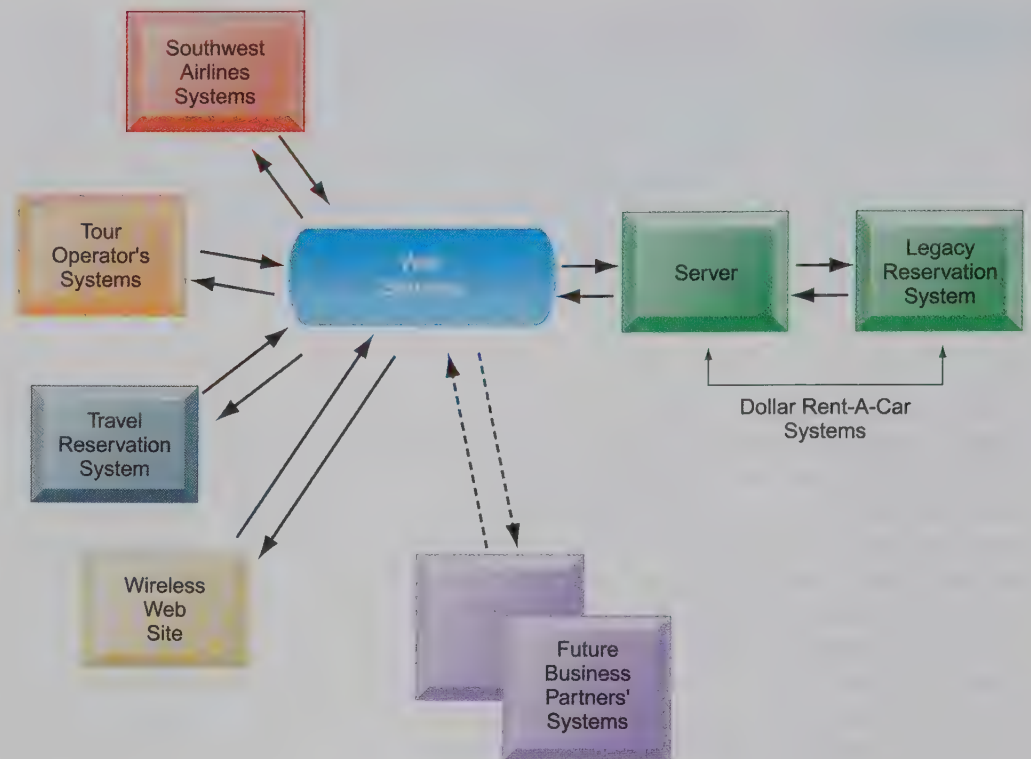 Southwest
Airlines
Systems
Tour
Operator's
Systems
Server
Legacy
Reservation
System
Dollar Rent-A-Car
Systems
Travel
Reservation
System
Wireless
Web
Site
Future
Business
Partners'
Systems